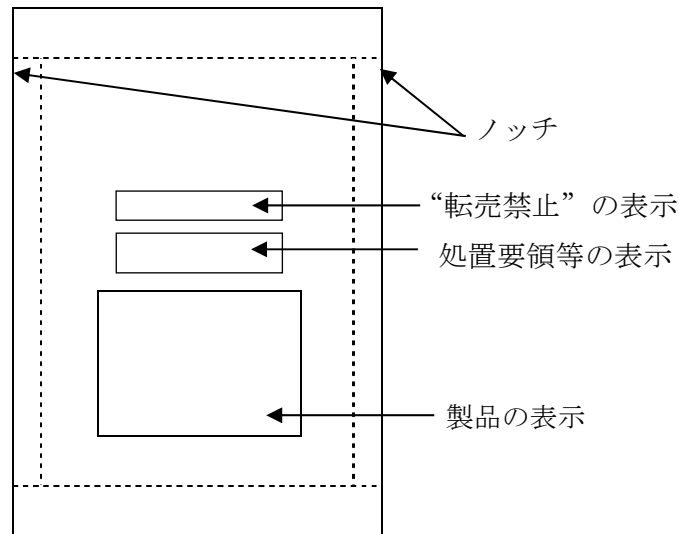 ノッチ
“転売禁止”の表示
処置要領等の表示
製品の表示